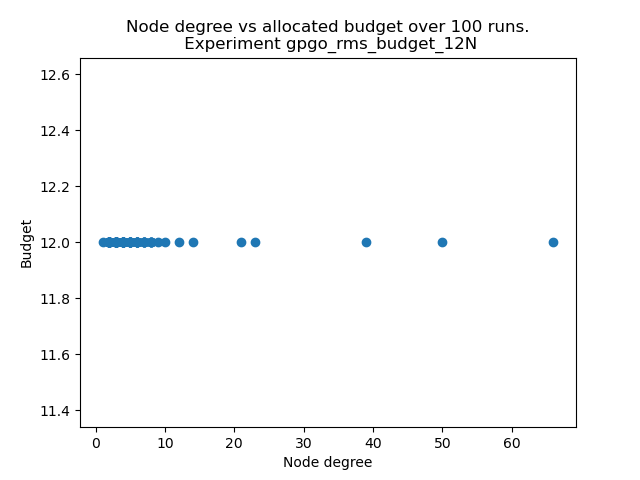 Node degree vs allocated budget over 100 runs.
Experiment gpgo_rms_budget_12N
12.6
12.4
12.2
12.0
11.8
11.6
11.4
Budget
0 10 20 30 40 50 60
Node degree